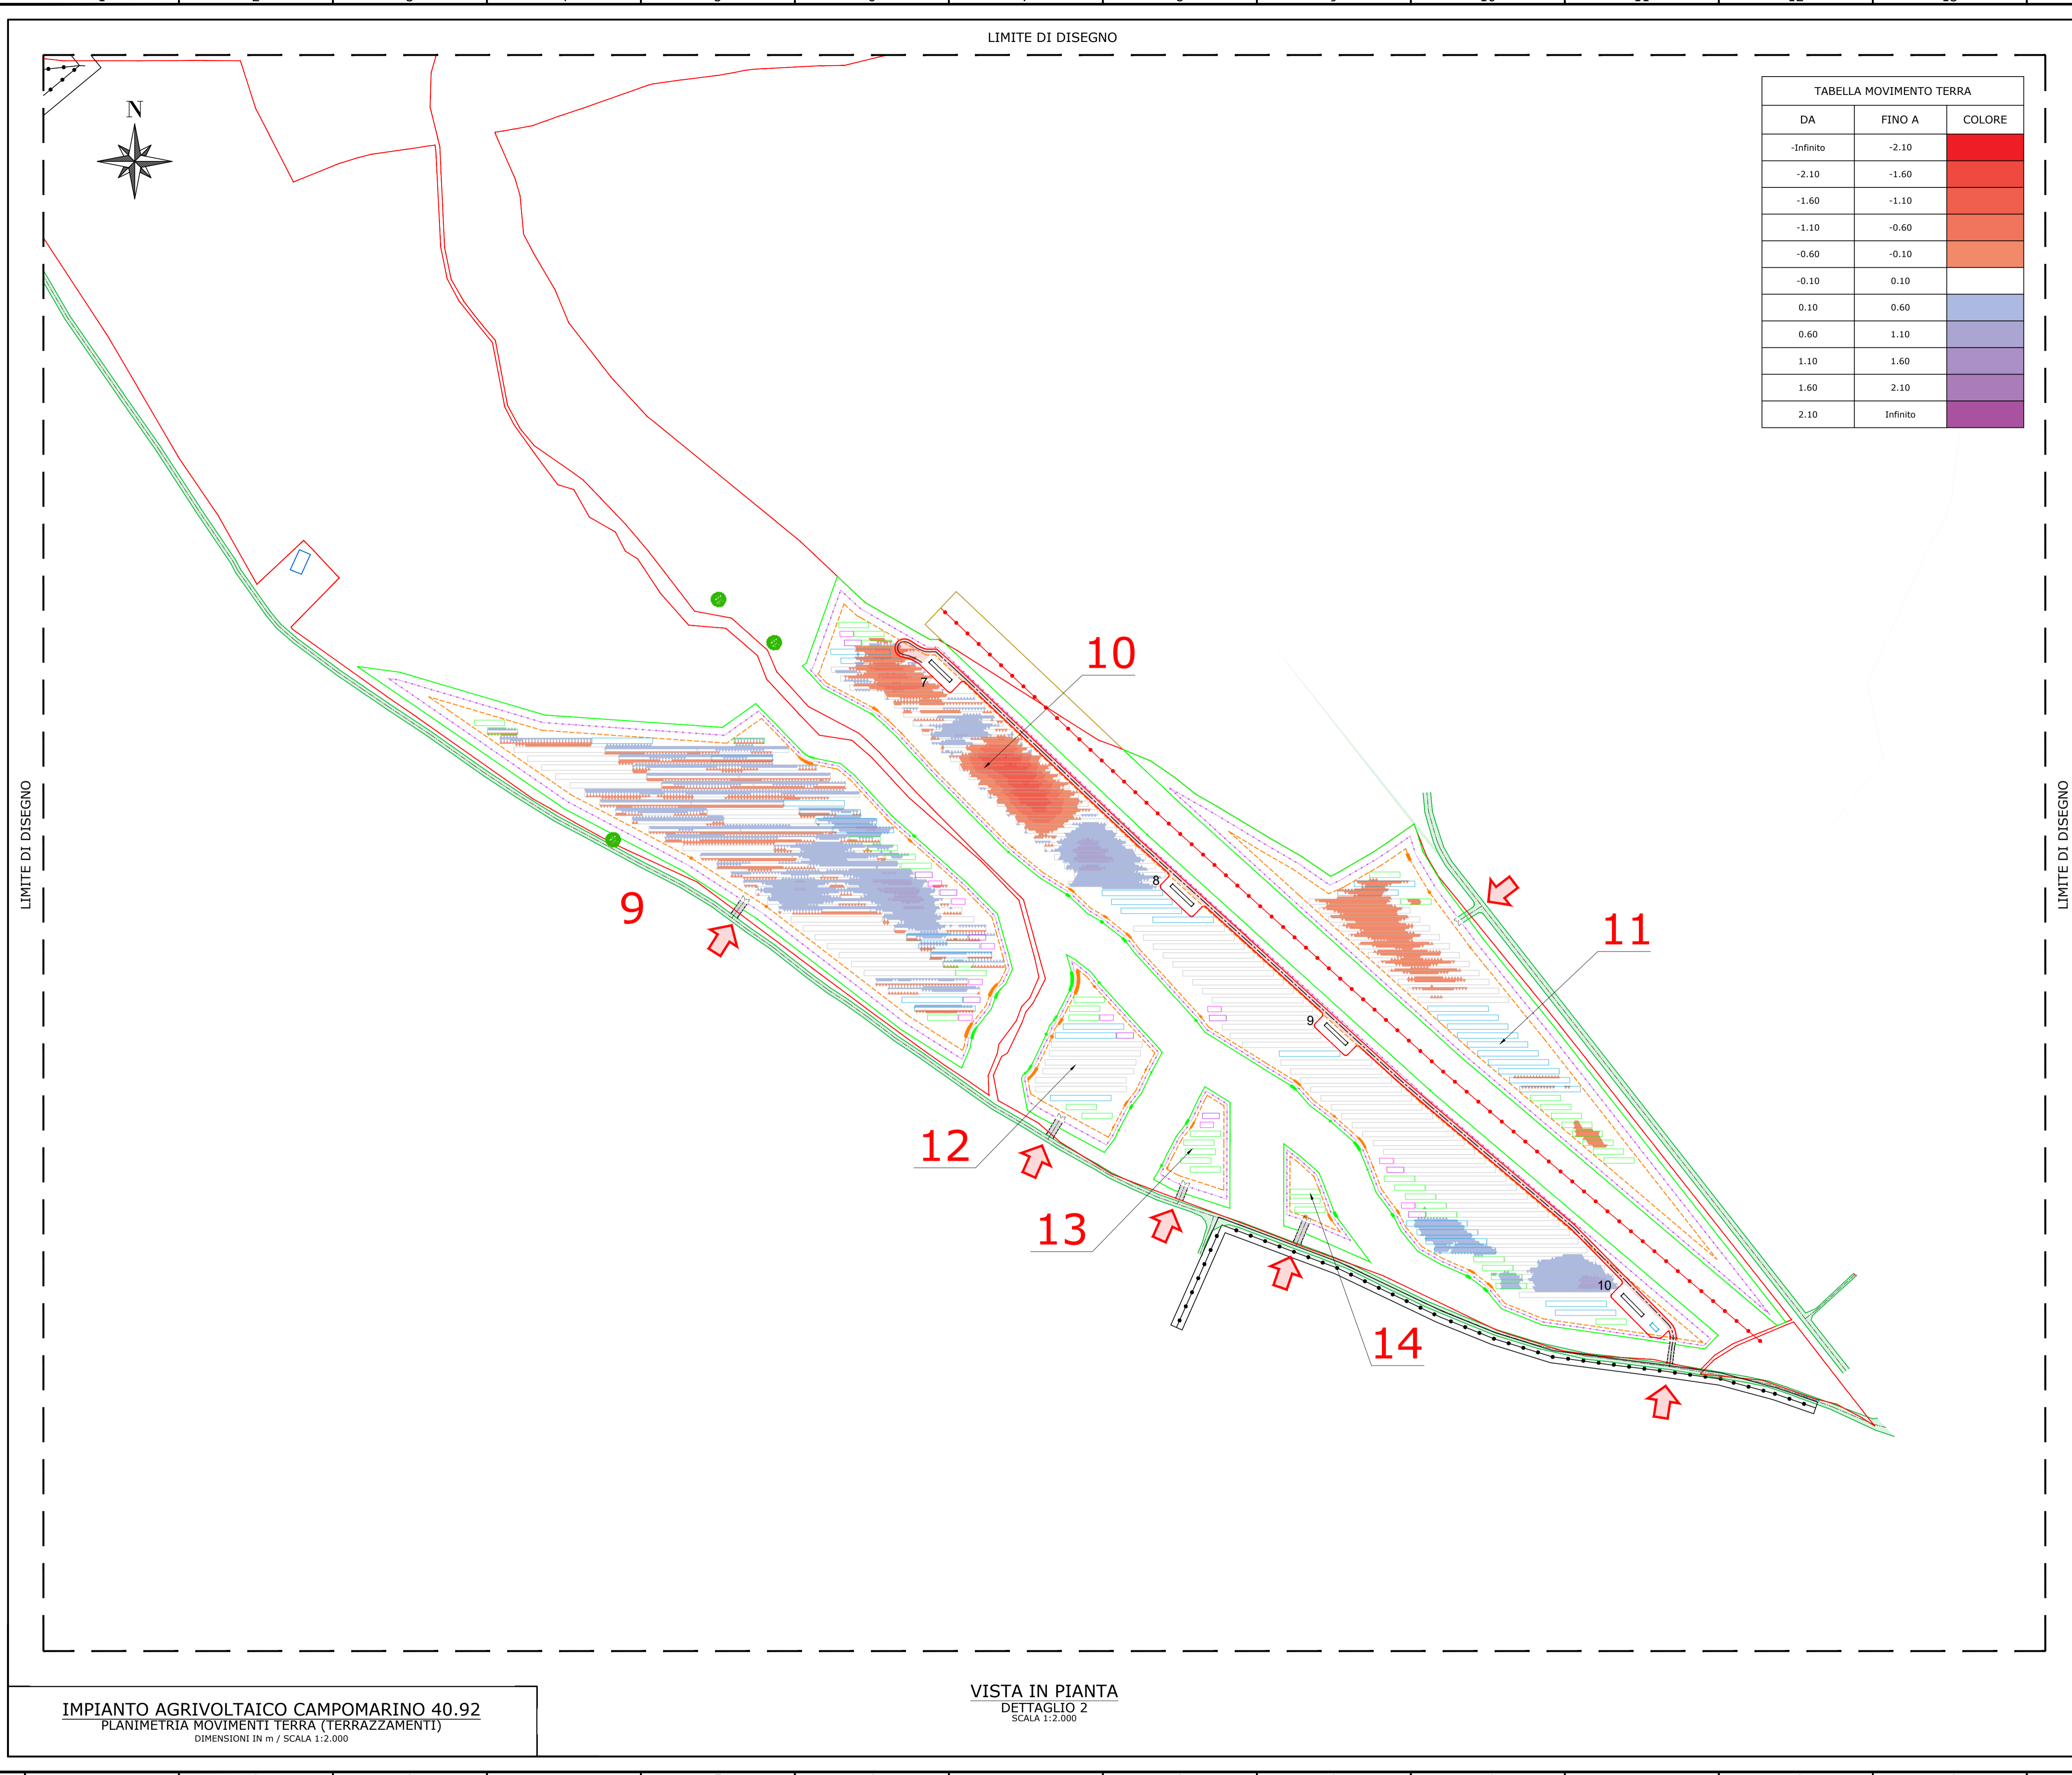 LIMITE DI DISEGNO
N
TABELLA MOVIMENTO TERRA
DA FINO A COLORE
-Infinito -2.10
-2.10 -1.60
-1.60 -1.10
-1.10 -0.60
-0.60 -0.10
-0.10 0.10
0.10 0.60
0.60 1.10
1.10 1.60
1.60 2.10
2.10 Infinito
10
7
LIMITE DI DISEGNO
LIMITE DI DISEGNO
8
9
11
9
12
13
10
14
IMPIANTO AGRIVOLTAICO CAMPOMARINO 40.92
PLANIMETRIA MOVIMENTI TERRA (TERRAZZAMENTI)
DIMENSIONI IN m / SCALA 1:2.000
VISTA IN PIANTA
DETTAGLIO 2
SCALA 1:2.000